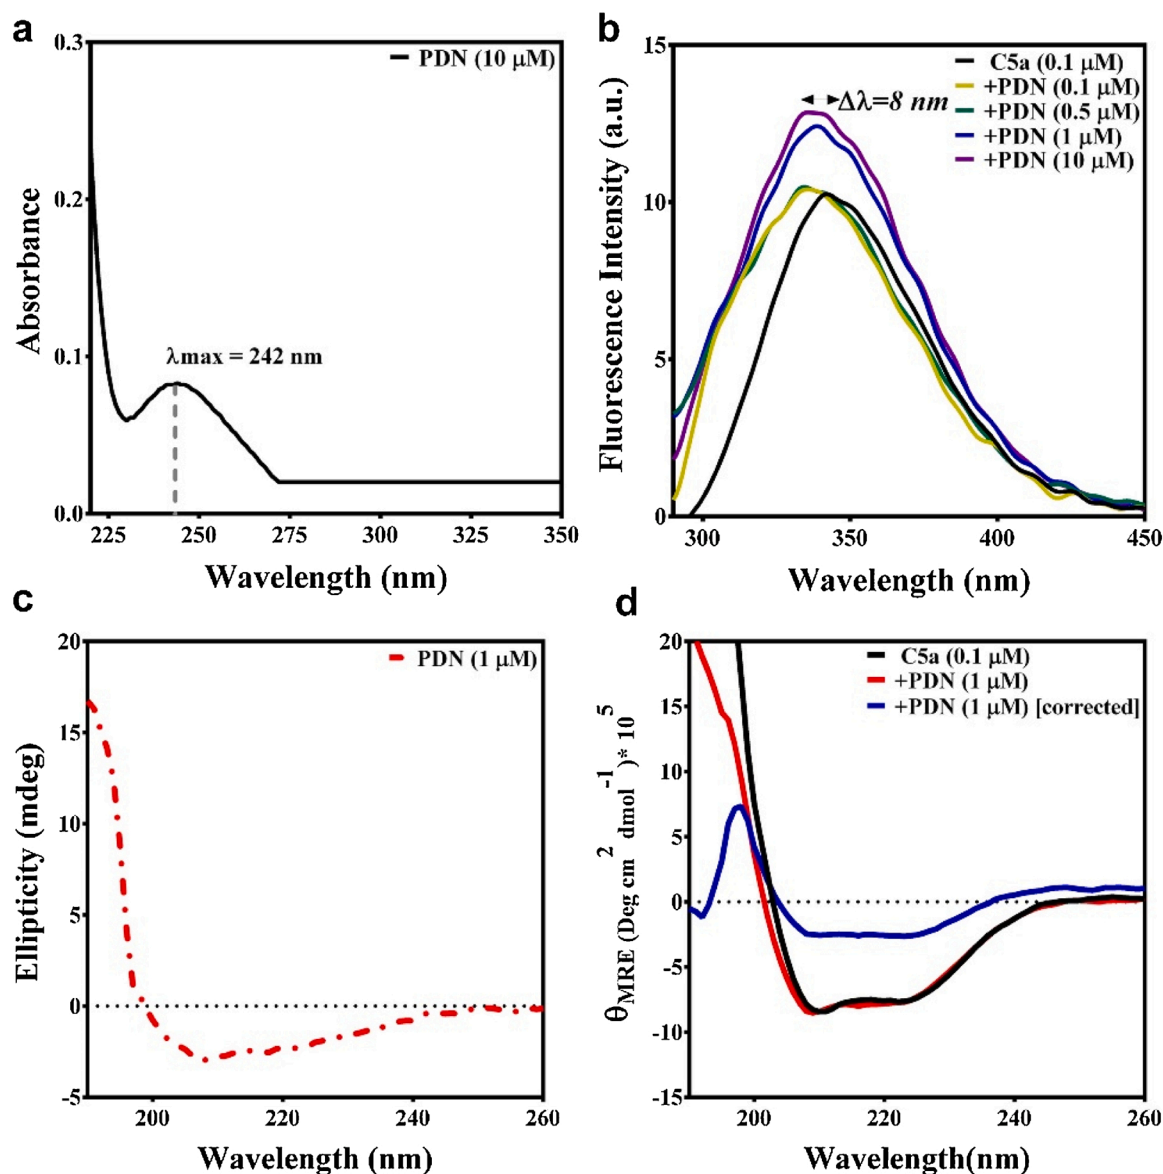 a
0.3
0.2
0.1
0.0
Absorbance
PDN (10 μM)
λmax = 242 nm
225 250 275 300 325 350
Wavelength (nm)
b
15
10
5
0
Fluorescence Intensity (a.u.)
C5a (0.1 μM)
+PDN (0.1 μM)
+PDN (0.5 μM)
+PDN (1 μM)
+PDN (10 μM)
Δλ=8 nm
300 350 400 450
Wavelength (nm)
c
20
15
10
5
0
-5
Ellipticity (mdeg)
PDN (1 μM)
200 220 240 260
Wavelength (nm)
d
20
15
10
5
0
-5
-10
-15
θMRE (Deg cm2 dmol-1)* 10 5
C5a (0.1 μM)
+PDN (1 μM)
+PDN (1 μM) [corrected]
200 220 240 260
Wavelength(nm)